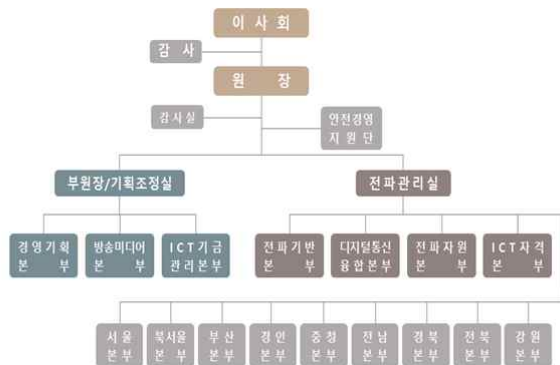 이사회
감 사
원 장
감사실
안전경영
지원단
부원장/기획조정실
전파관리실
경영기획
본 부
방송미디어
본 부
ICT기금
관리본부
전파기반
본 부
디지털통신
융합본부
전파자원
본 부
ICT자격
본 부
서울
본부
북서울
본 부
부산
본부
경인
본부
충청
본부
전남
본부
경북
본부
전북
본부
강원
본부